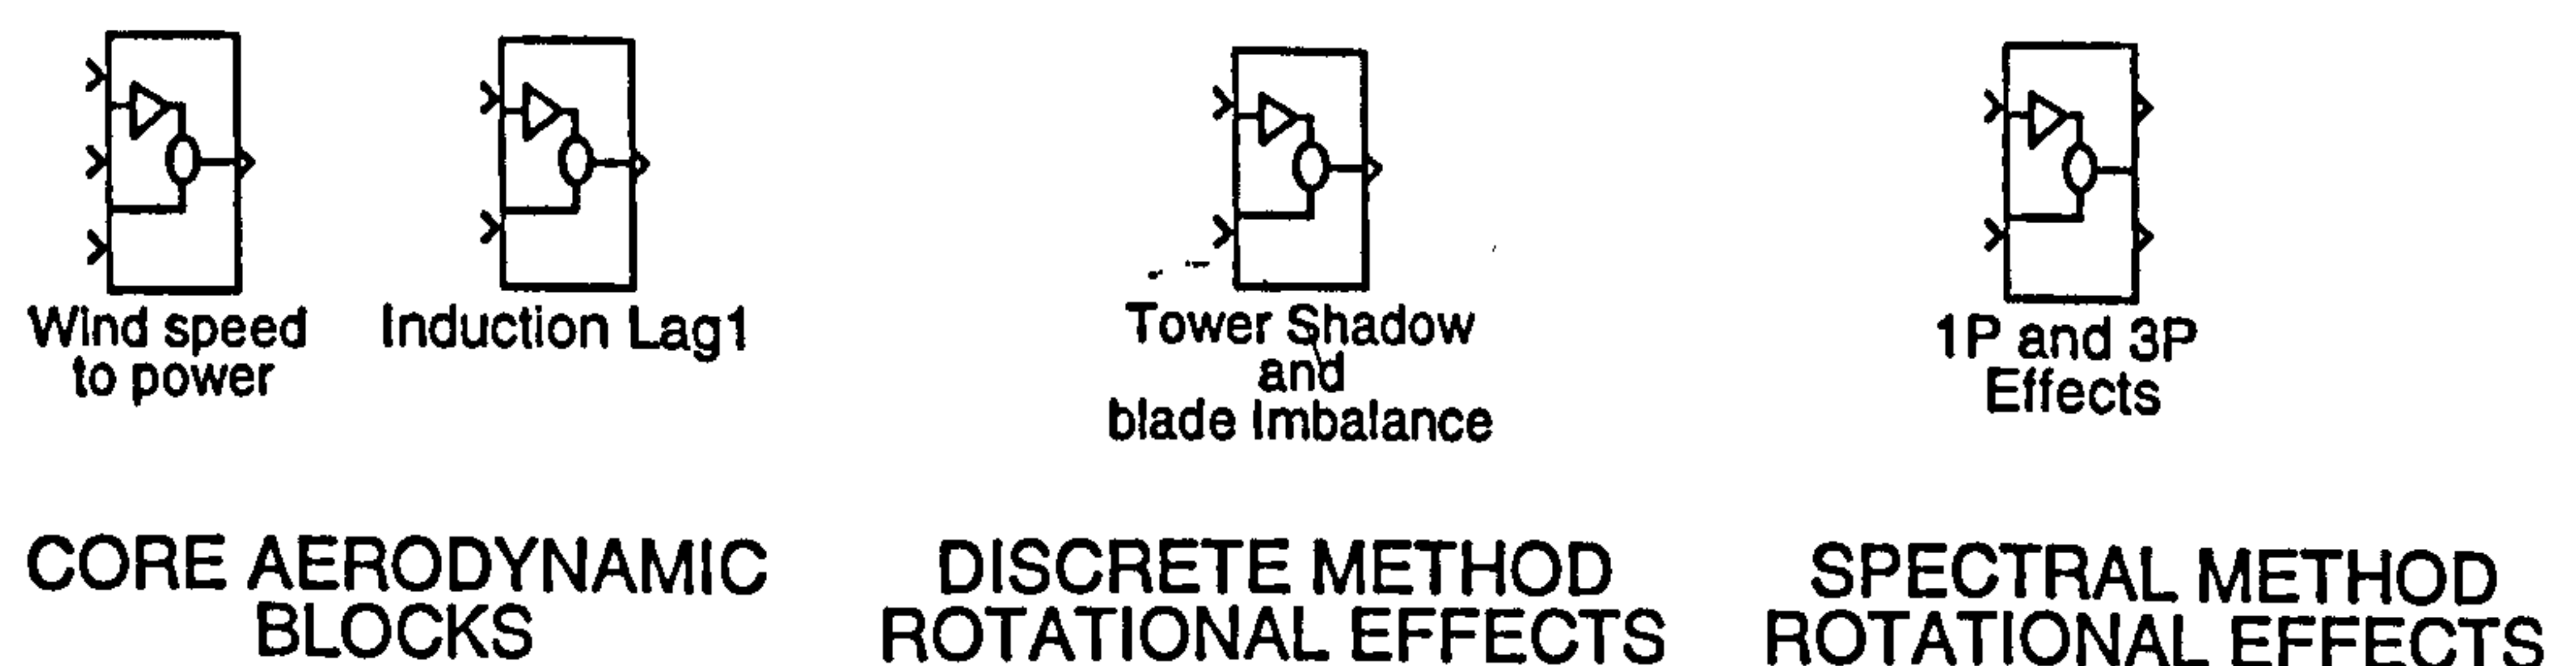 Wind speed
to power
Induction Lag1
Tower Shadow
and
blade Imbalance
1P and 3P
Effects
CORE AERODYNAMIC
BLOCKS
DISCRETE METHOD
ROTATIONAL EFFECTS
SPECTRAL METHOD
ROTATIONAL EFFECTS